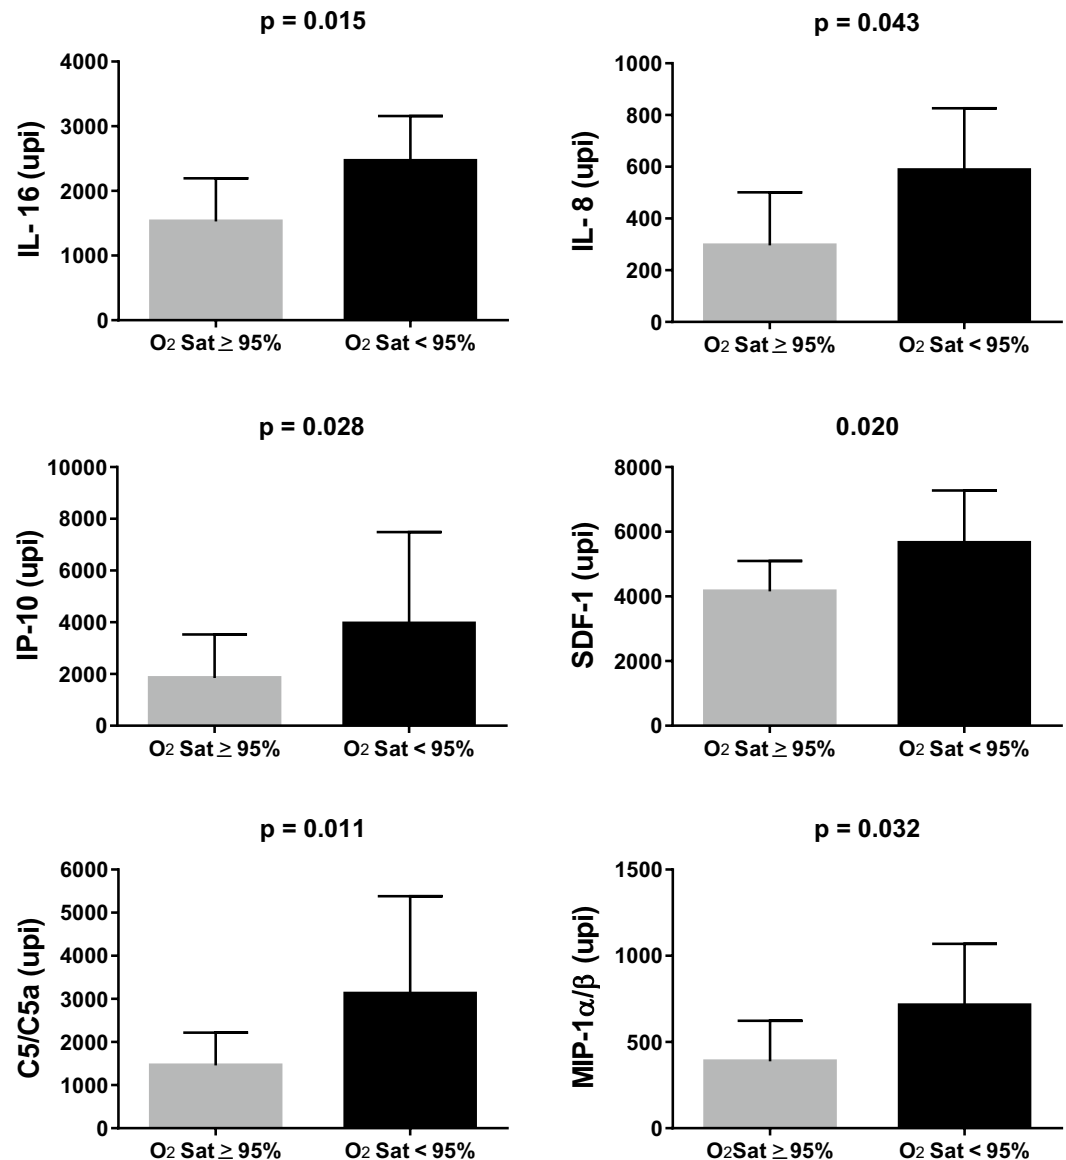 p = 0.015
4000
3000
2000
1000
0
IL- 16 (upi)
O2 Sat ≥ 95%
O2 Sat < 95%
p = 0.043
1000
800
600
400
200
0
IL- 8 (upi)
O2 Sat ≥ 95%
O2 Sat < 95%
p = 0.028
10000
8000
6000
4000
2000
0
IP-10 (upi)
O2 Sat ≥ 95%
O2 Sat < 95%
0.020
8000
6000
4000
2000
0
SDF-1 (upi)
O2 Sat ≥ 95%
O2 Sat < 95%
p = 0.011
6000
5000
4000
3000
2000
1000
0
C5/C5a (upi)
O2 Sat ≥ 95%
O2 Sat < 95%
p = 0.032
1500
1000
500
0
MIP-1α/β (upi)
O2Sat ≥ 95%
O2 Sat < 95%